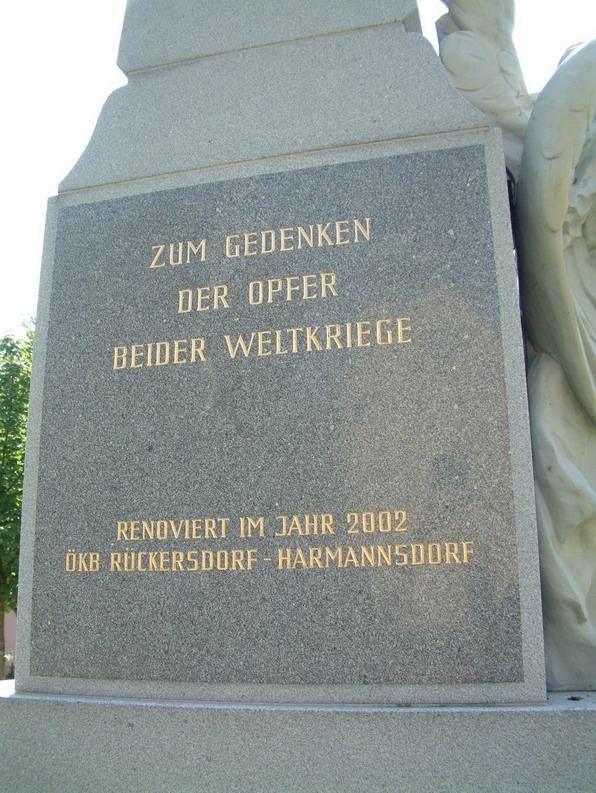 ZUM GEDENKEN
DER OPFER
BEIDER WELTKRIEGE
RENOVIERT IM JAHR 2002
ÖKB RÜCKERSDORF - HARMANNSDORF